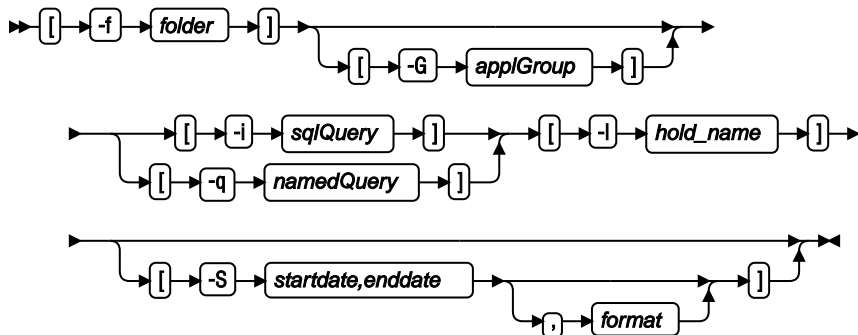 [ -f folder ]
[ -G applGroup ]
[ -i sqlQuery ] [ -l hold_name ]
[ -q namedQuery ]
[ -S startdate,enddate ]
, format